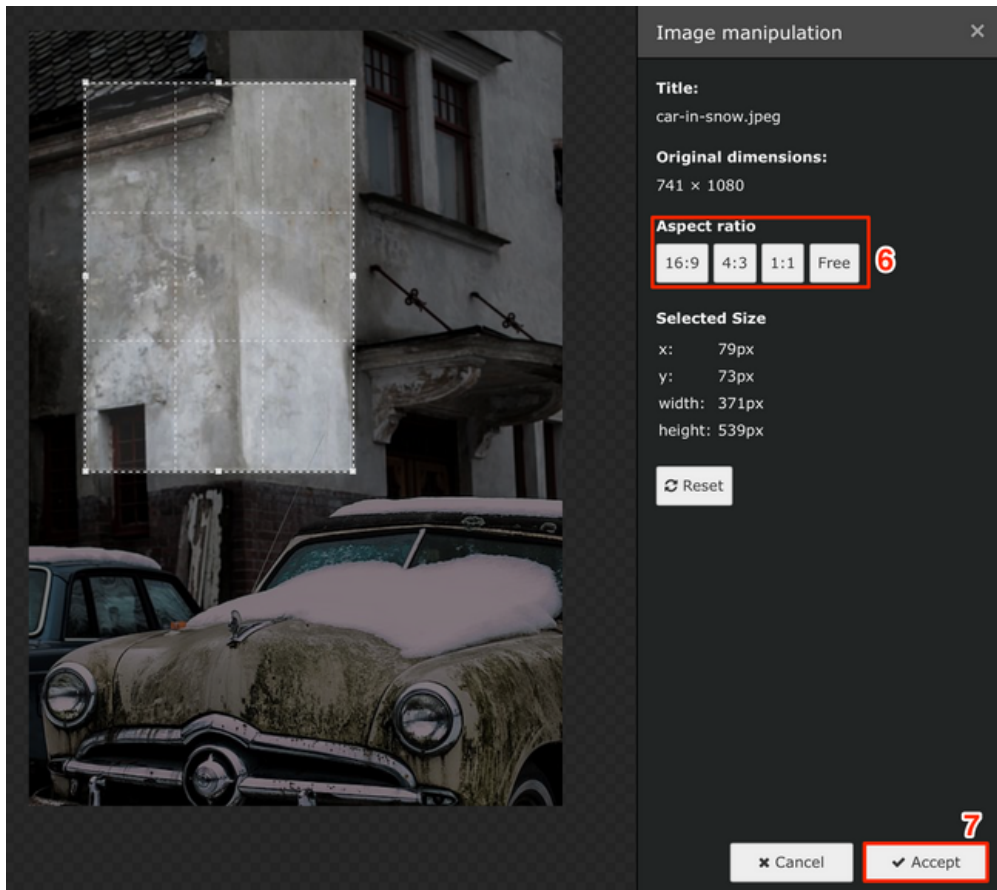 Image manipulation ×
Title:
car-in-snow.jpeg
Original dimensions:
741 × 1080
Aspect ratio
16:9 4:3 1:1 Free 6
Selected Size
x: 79px
y: 73px
width: 371px
height: 539px
Reset
7
Cancel Accept